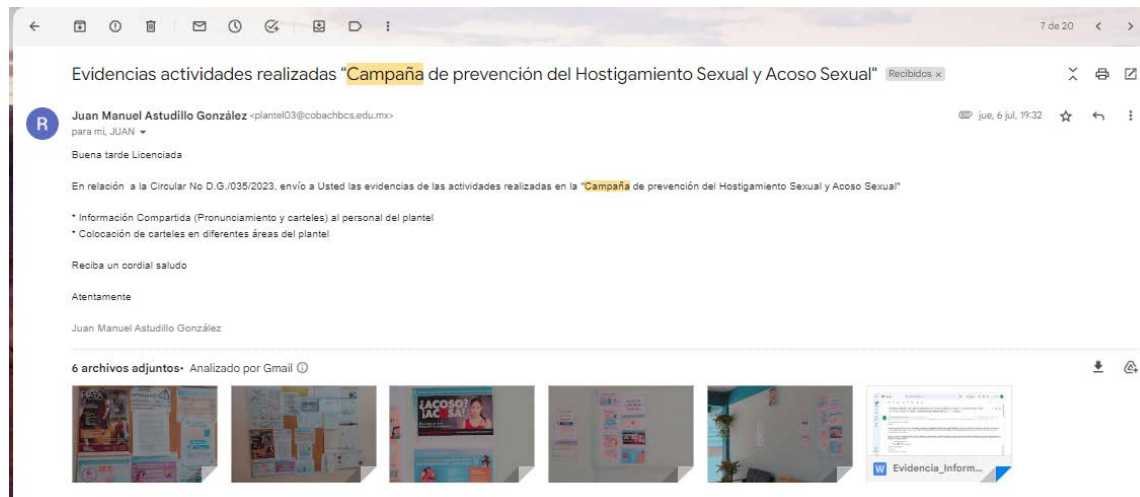 7 de 20
Evidencias actividades realizadas "Campaña de prevención del Hostigamiento Sexual y Acoso Sexual" Recibidos x
R
Juan Manuel Astudillo González <plantel03@cobachbcs.edu.mx>
jue, 6 jul, 19:32
para mí, JUAN
Buena tarde Licenciada
En relación a la Circular No D.G./035/2023, envío a Usted las evidencias de las actividades realizadas en la "Campaña de prevención del Hostigamiento Sexual y Acoso Sexual"
* Información Compartida (Pronunciamiento y carteles) al personal del plantel
* Colocación de carteles en diferentes áreas del plantel
Reciba un cordial saludo
Atentamente
Juan Manuel Astudillo González
6 archivos adjuntos• Analizado por Gmail
¿ACOSO?
¡ACOSA!
W Evidencia_Inform...